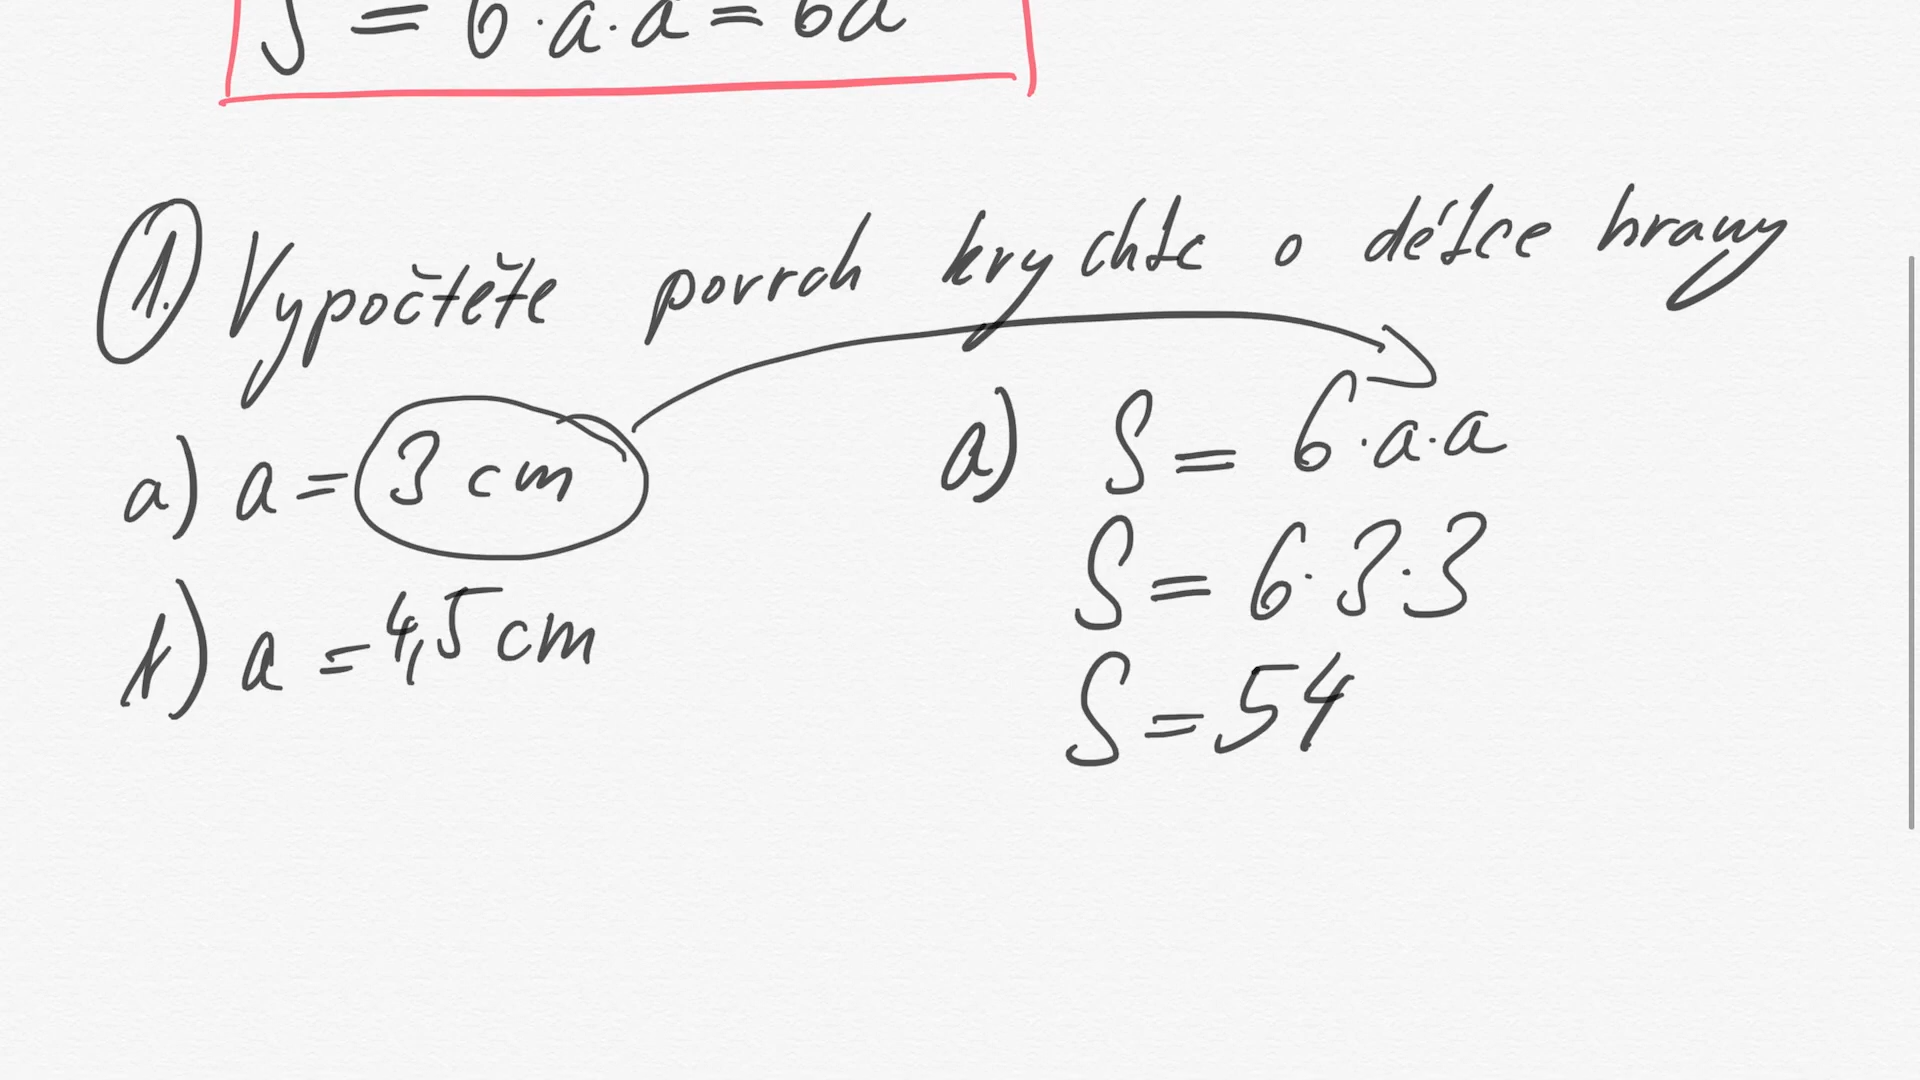 S = 6·a·a = 6a
1. Vypočtěte povrch krychle o délce hrany
a) a = 3 cm
b) a = 4,5 cm
a) S = 6·a·a
S = 6·3·3
S = 54